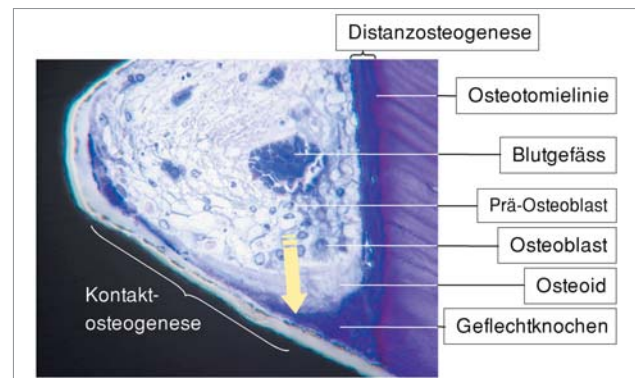 Distanzosteogenese
Osteotomielinie
Blutgefäss
Prä-Osteoblast
Osteoblast
Osteoid
Geflechtknochen
Kontakt-
osteogenese